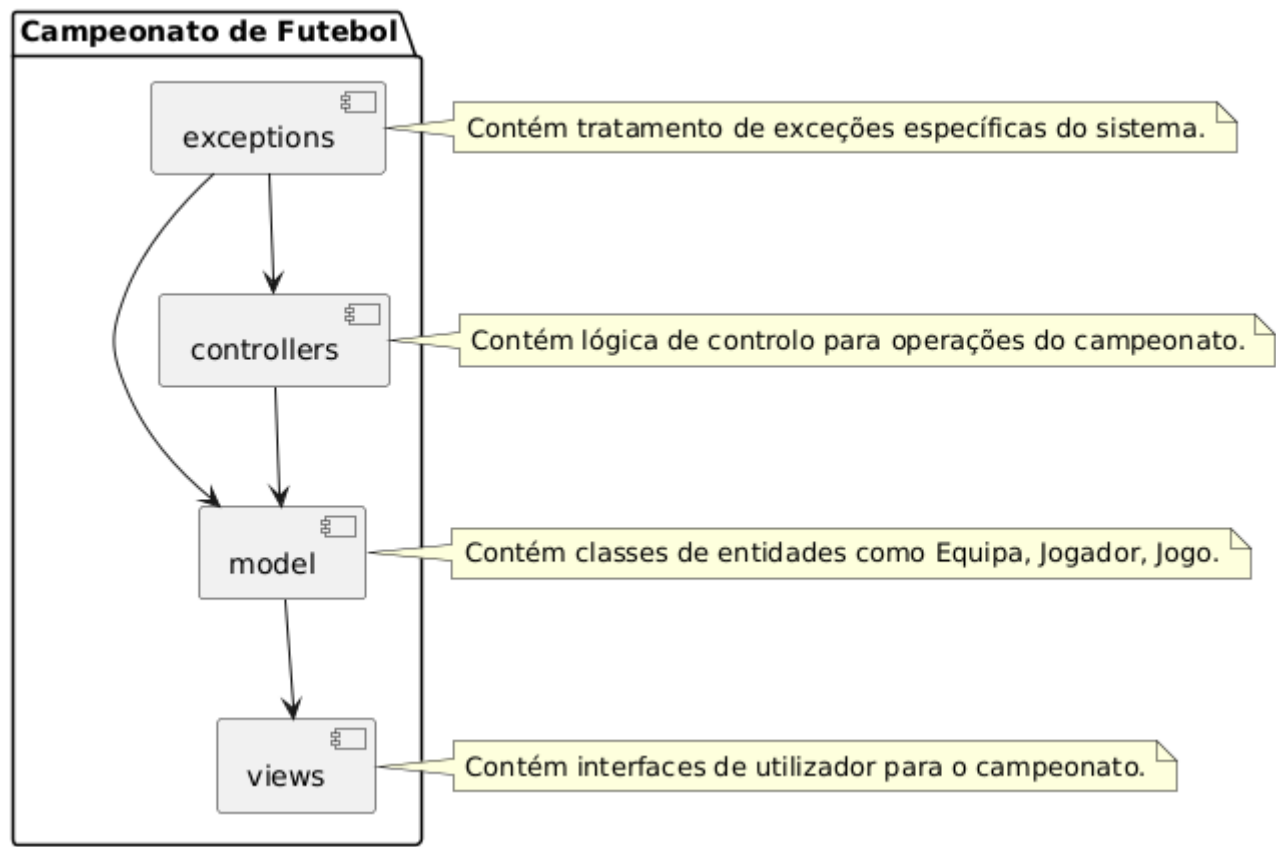 Campeonato de Futebol
exceptions
Contém tratamento de exceções específicas do sistema.
controllers
Contém lógica de controlo para operações do campeonato.
model
Contém classes de entidades como Equipa, Jogador, Jogo.
views
Contém interfaces de utilizador para o campeonato.